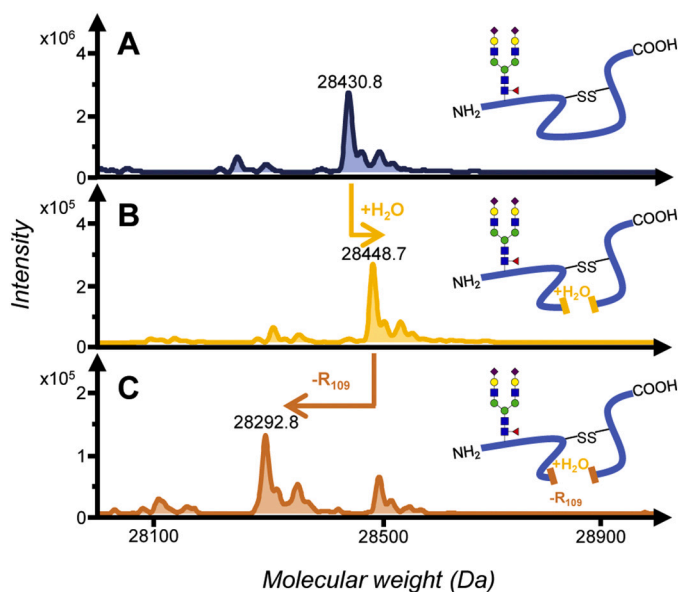 x10⁶
A
4
2
0
28430.8
NH₂
SS
COOH
x10⁵
B
4
2
0
+H₂O
28448.7
NH₂
SS
COOH
+H₂O
Intensity
x10⁵
C
2
1
0
-R₁₀₉
28292.8
NH₂
SS
COOH
+H₂O
-R₁₀₉
28100
28500
28900
Molecular weight (Da)